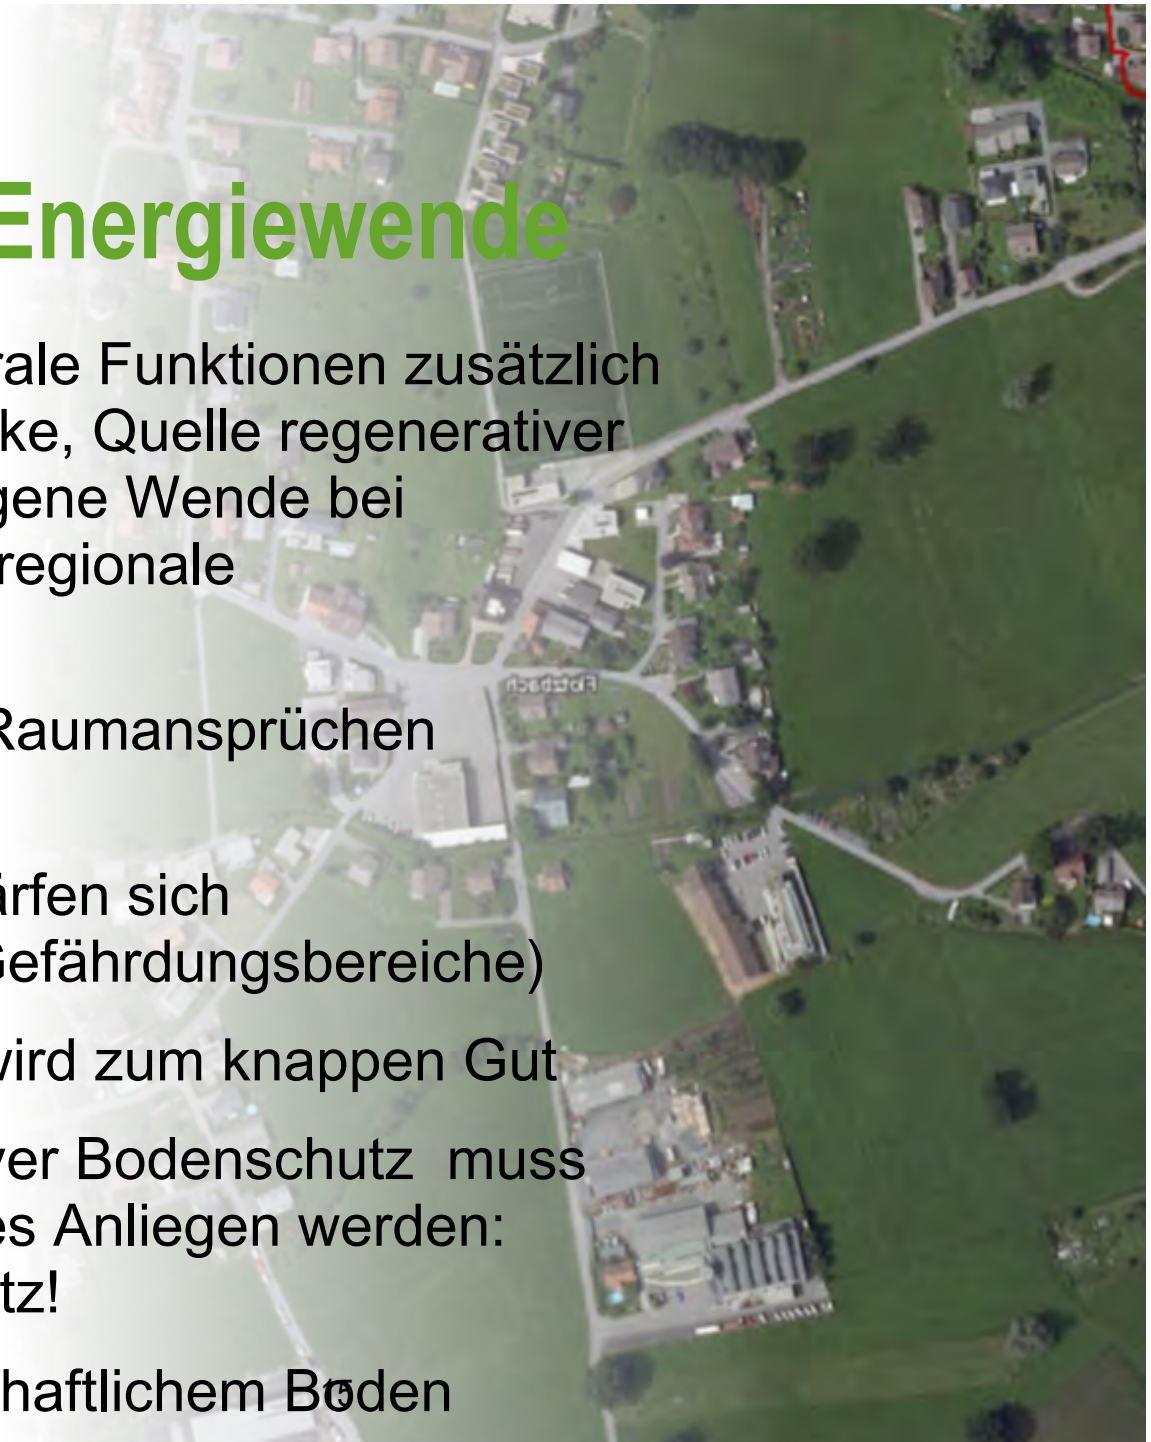 Energiewende
rale Funktionen zusätzlich
ke, Quelle regenerativer
gene Wende bei
regionale
Raumansprüchen
ärfen sich
Gefährdungsbereiche)
wird zum knappen Gut
ver Bodenschutz muss
es Anliegen werden:
tz!
haftlichem Boden
15